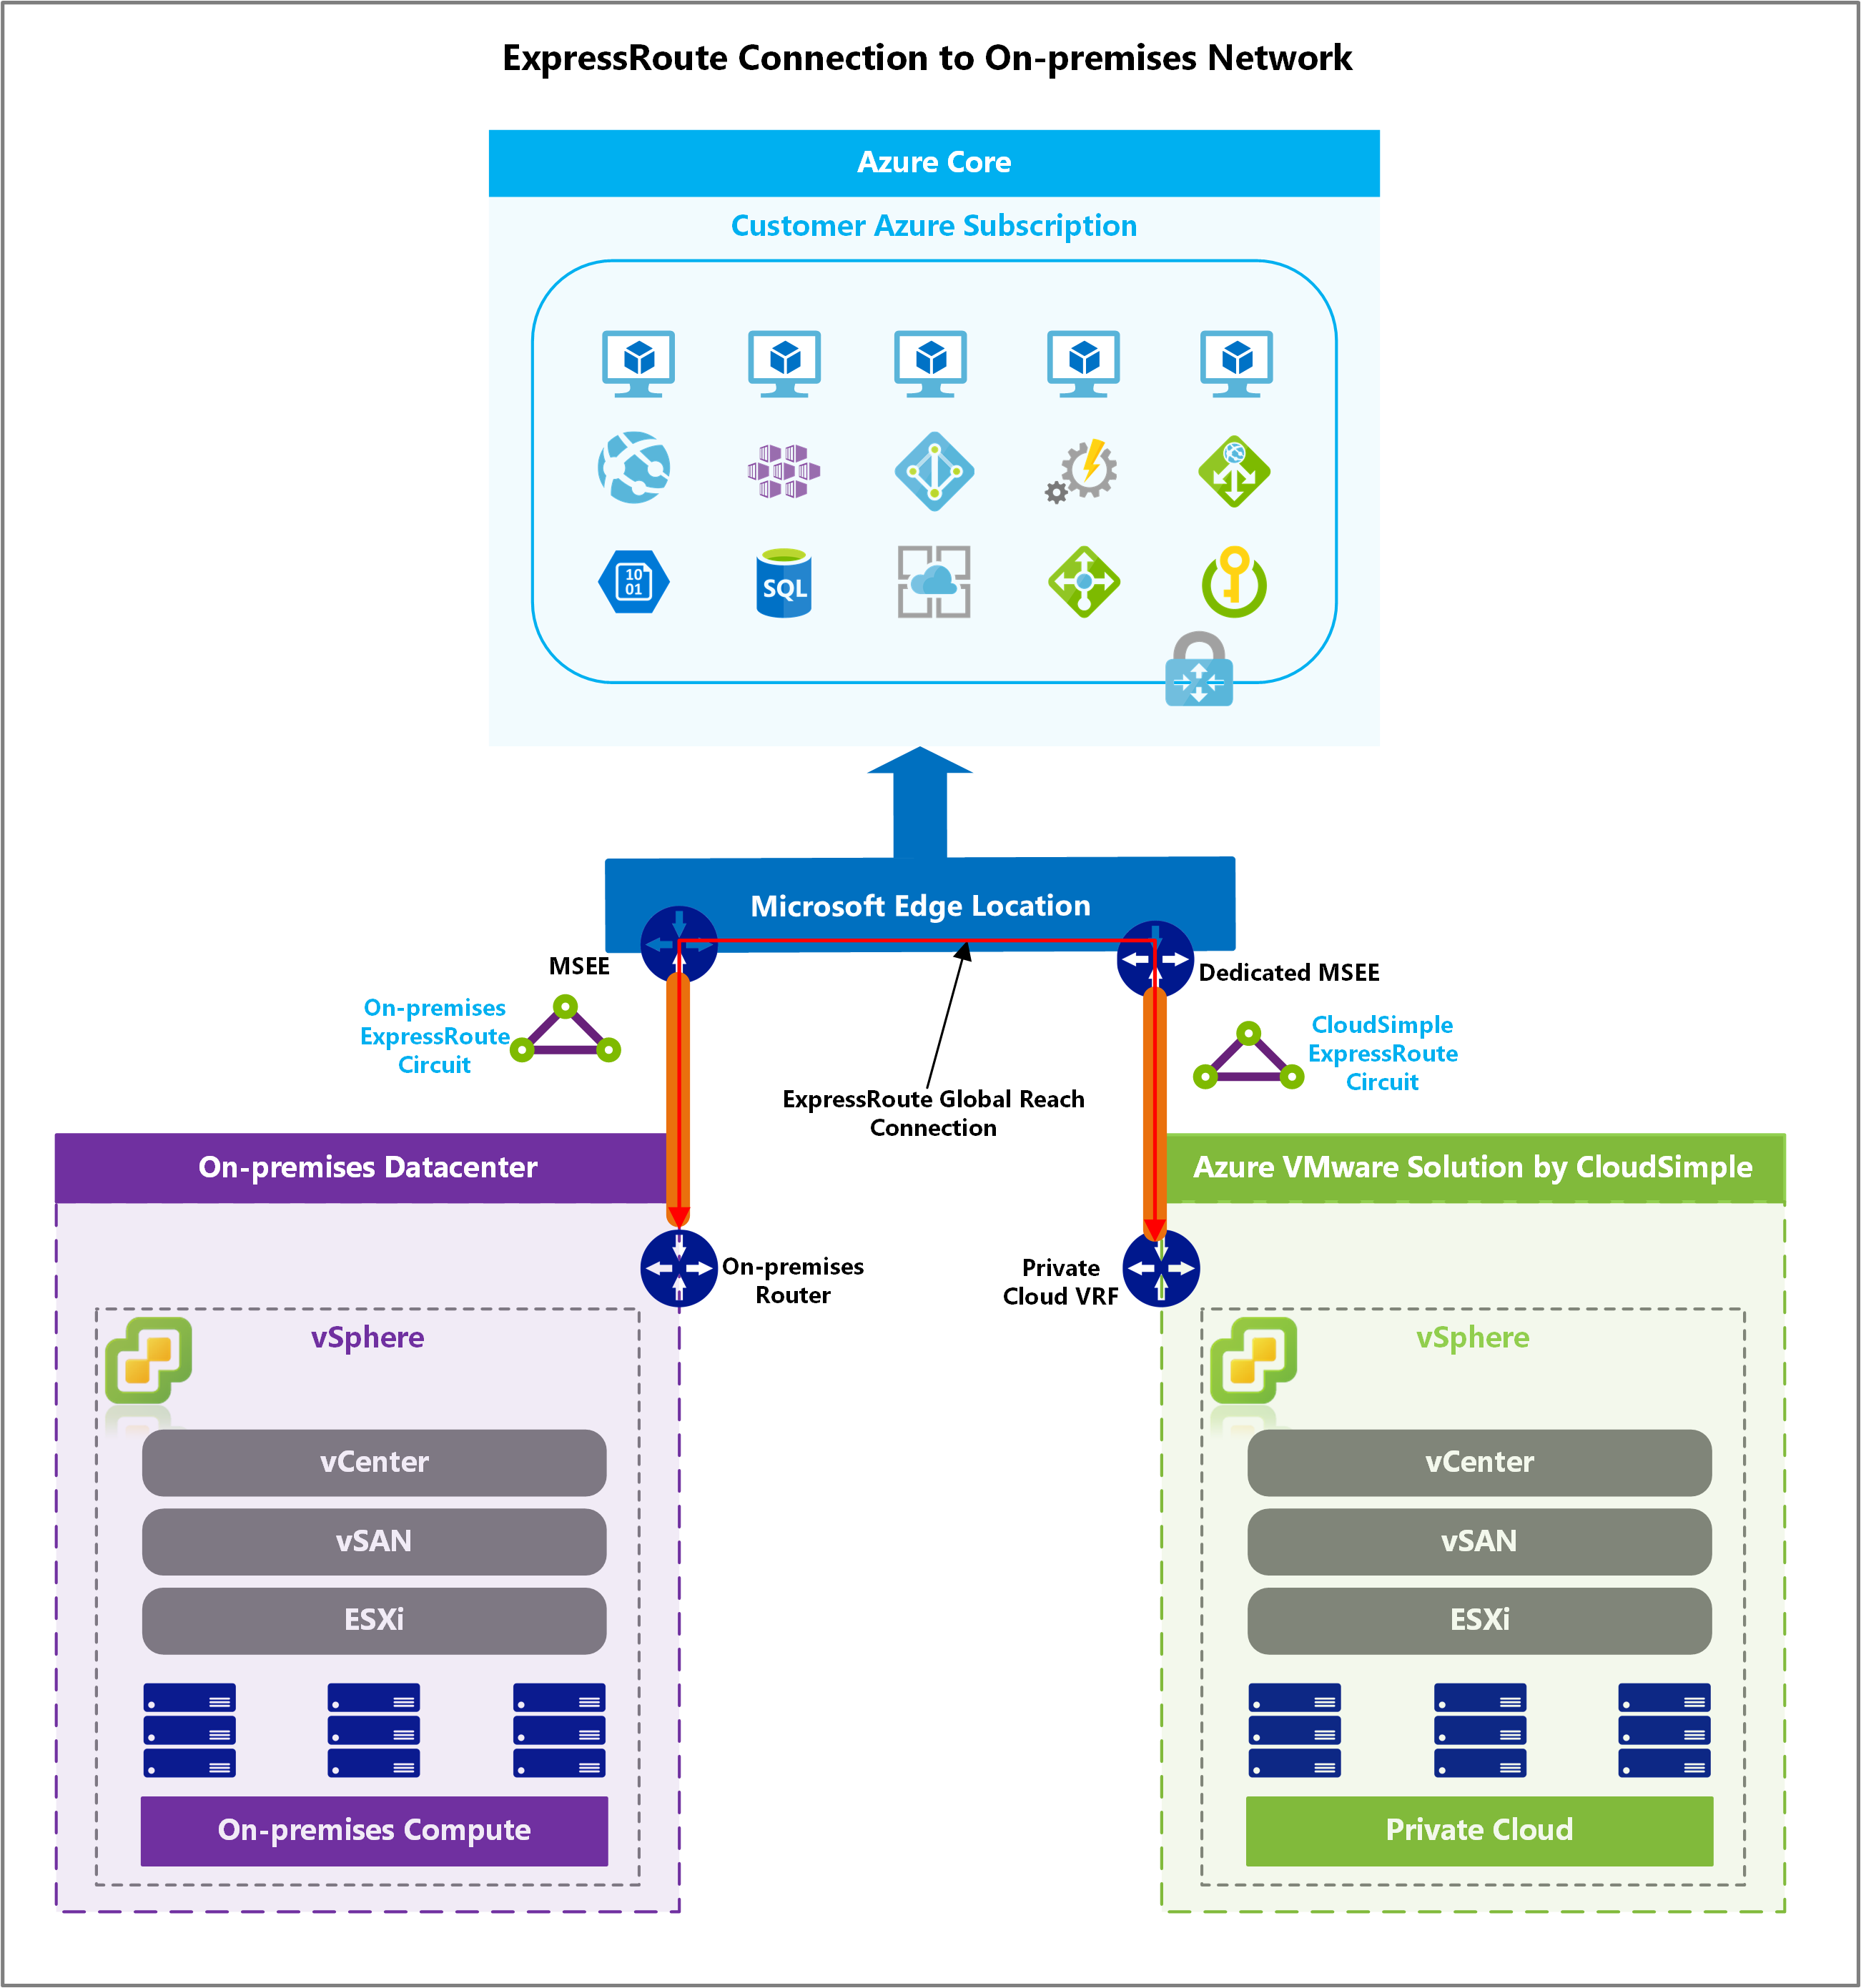 ExpressRoute Connection to On-premises Network
Azure Core
Customer Azure Subscription
10
01
SQL
Microsoft Edge Location
MSEE
Dedicated MSEE
On-premises
ExpressRoute
Circuit
CloudSimple
ExpressRoute
Circuit
ExpressRoute Global Reach
Connection
On-premises Datacenter
Azure VMware Solution by CloudSimple
On-premises
Router
Private
Cloud VRF
vSphere
vCenter
vSAN
ESXi
On-premises Compute
vSphere
vCenter
vSAN
ESXi
Private Cloud